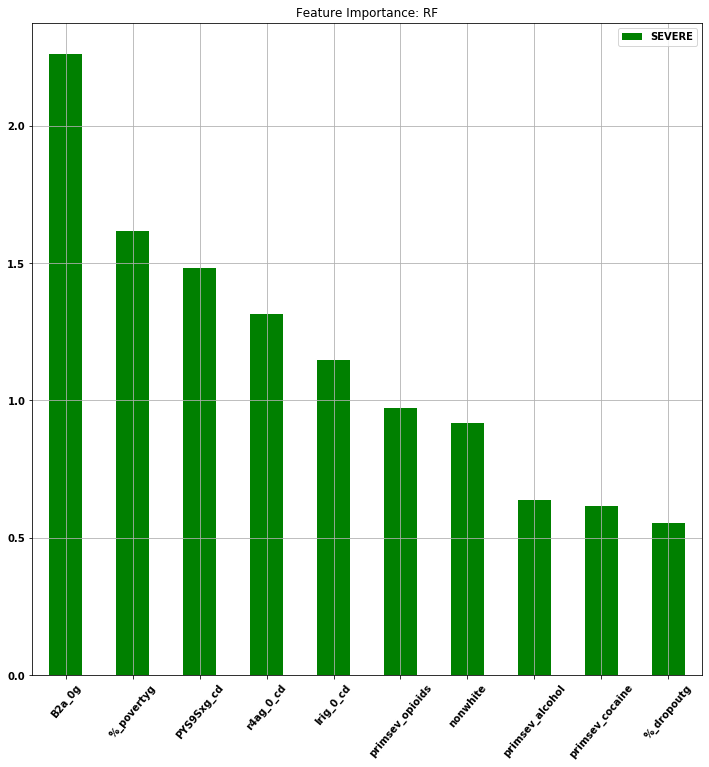 Feature Importance: RF
SEVERE
2.0
1.5
1.0
0.5
0.0
B2a_0g
%_povertyg
PYS9Sxg_cd
r4ag_0_cd
lrig_0_cd
primsev_opioids
nonwhite
primsev_alcohol
primsev_cocaine
%_dropoutg